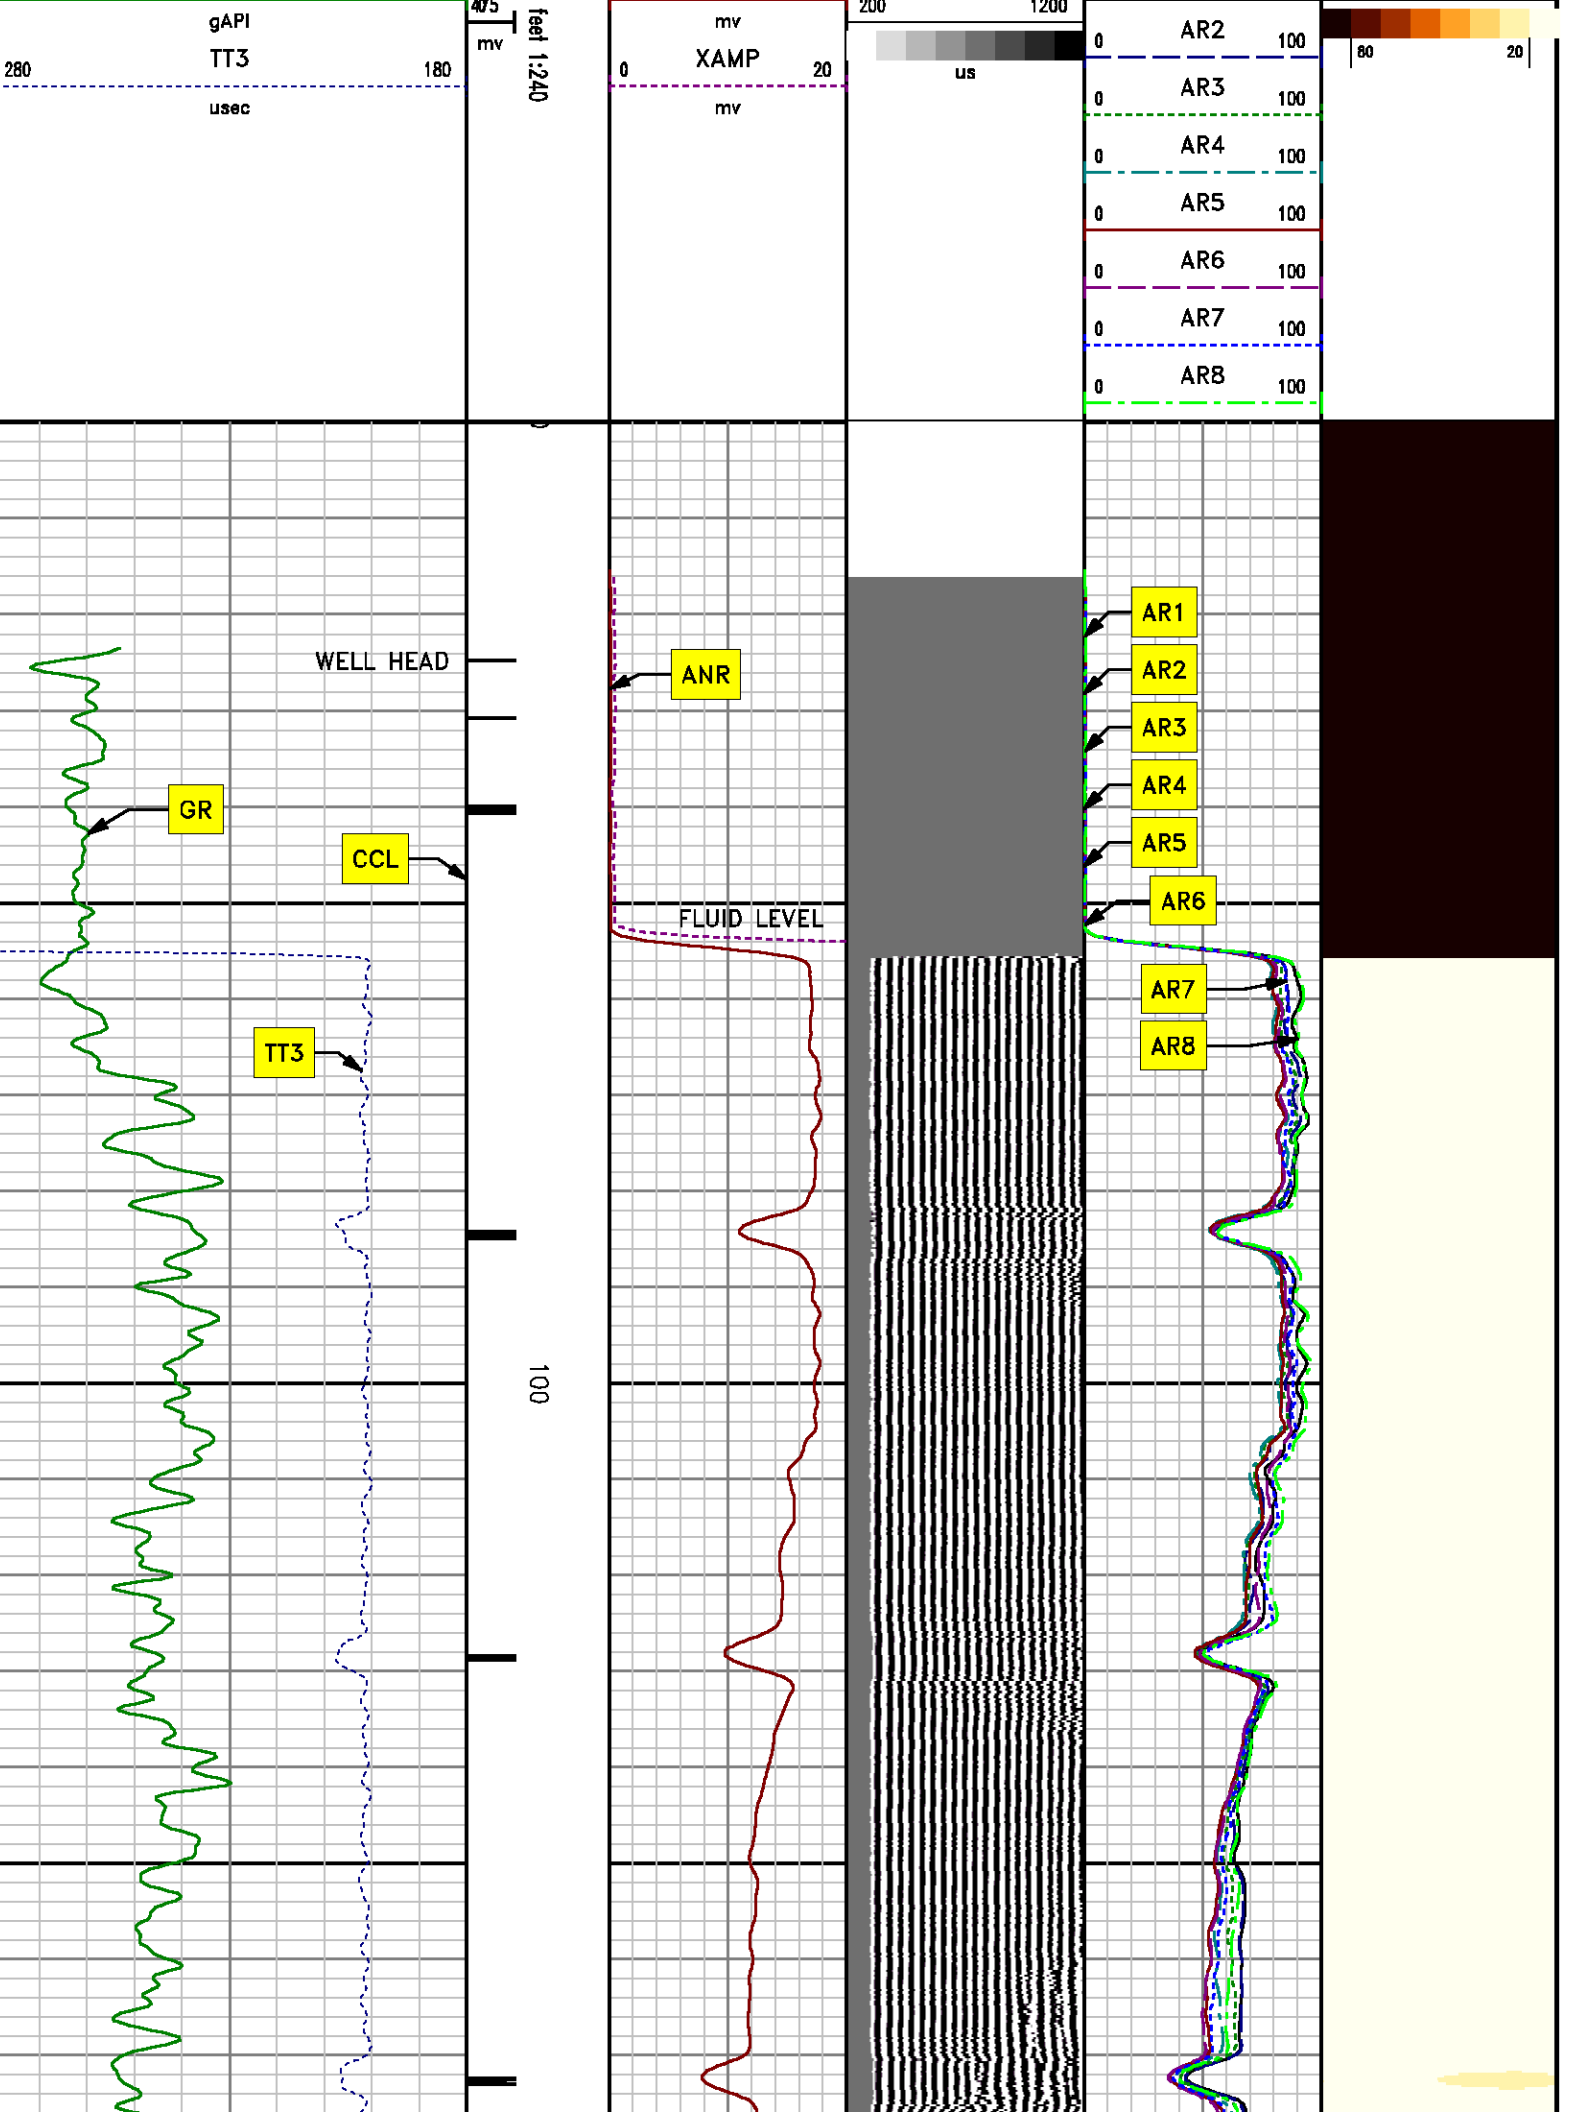 200 1200
gAPI mv mv
TT3 XAMP
280 180 0 20
usec mv us
feet 1:240
80 20
0 AR2 100
0 AR3 100
0 AR4 100
0 AR5 100
0 AR6 100
0 AR7 100
0 AR8 100
0
AR1
WELL HEAD
ANR
AR2
AR3
GR
AR4
CCL
AR5
AR6
FLUID LEVEL
AR7
TT3
AR8
100